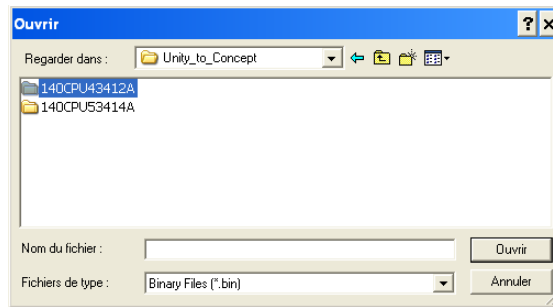 Ouvrir
Regarder dans : Unity_to_Concept
140CPU43412A
140CPU53414A
Nom du fichier : Ouvrir
Fichiers de type : Binary Files (*.bin) Annuler